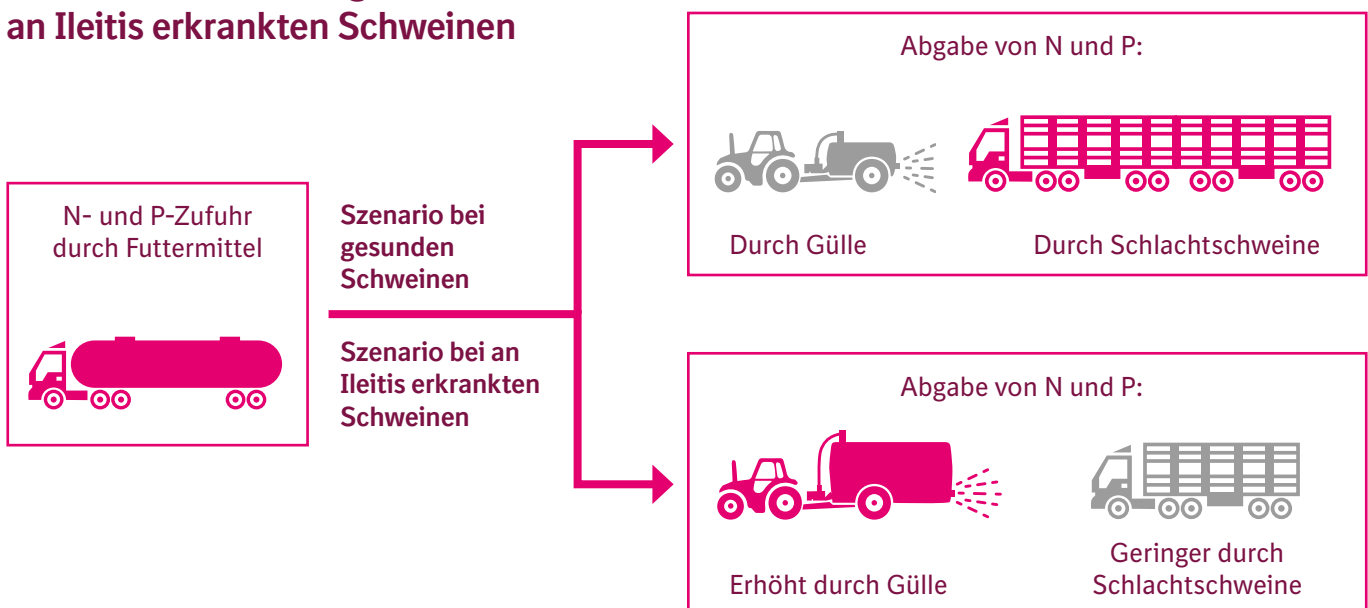 an Ileitis erkrankten Schweinen
N- und P-Zufuhr
durch Futtermittel
Szenario bei
gesunden
Schweinen
Szenario bei an
Ileitis erkrankten
Schweinen
Abgabe von N und P:
Durch Gülle
Durch Schlachtschweine
Abgabe von N und P:
Erhöht durch Gülle
Geringer durch
Schlachtschweine